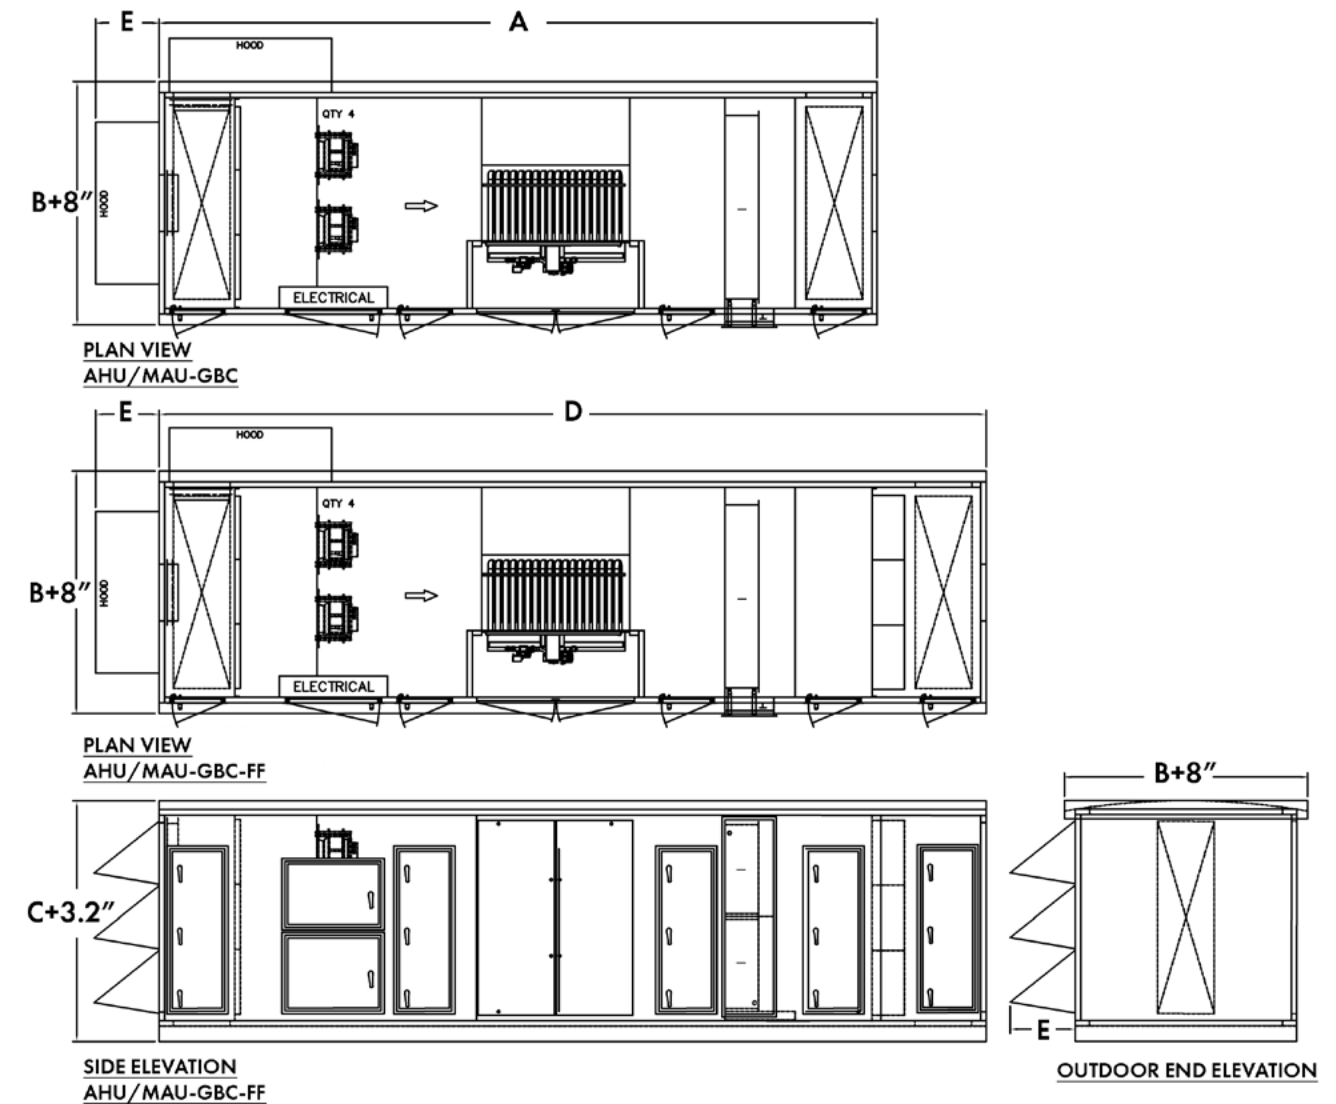 E
A
HOOD
QTY 4
B+8″
HOOD
ELECTRICAL
PLAN VIEW
AHU/MAU-GBC
E
D
HOOD
QTY 4
B+8″
HOOD
ELECTRICAL
PLAN VIEW
AHU/MAU-GBC-FF
B+8″
C+3.2″
E
SIDE ELEVATION
AHU/MAU-GBC-FF
OUTDOOR END ELEVATION